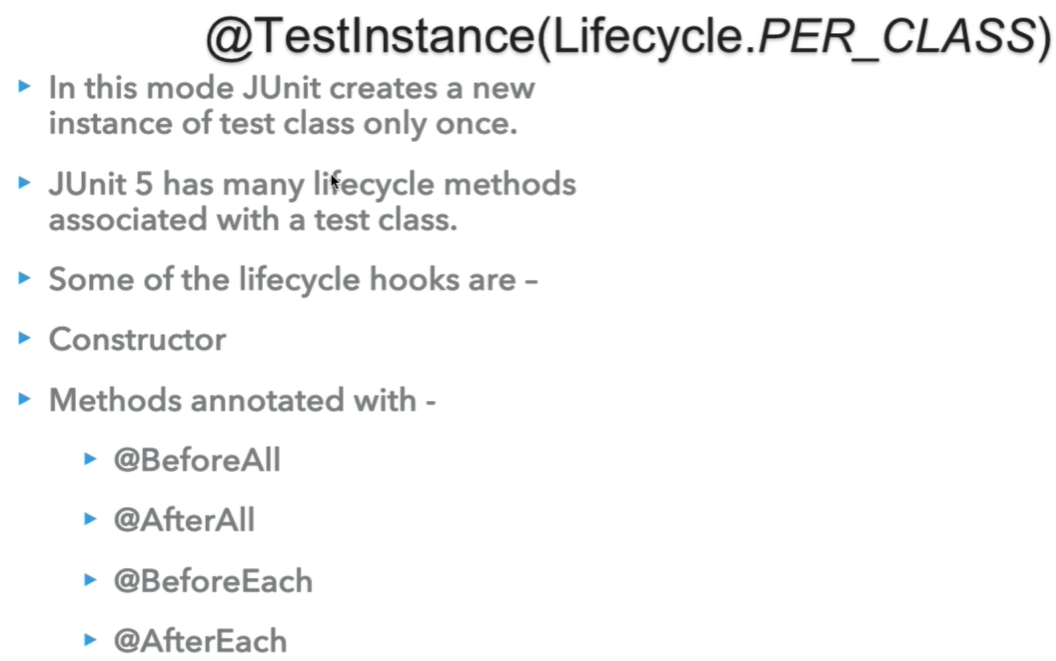 @TestInstance(Lifecycle.PER_CLASS)
In this mode JUnit creates a new
instance of test class only once.
JUnit 5 has many lifecycle methods
associated with a test class.
Some of the lifecycle hooks are –
Constructor
Methods annotated with -
@BeforeAll
@AfterAll
@BeforeEach
@AfterEach